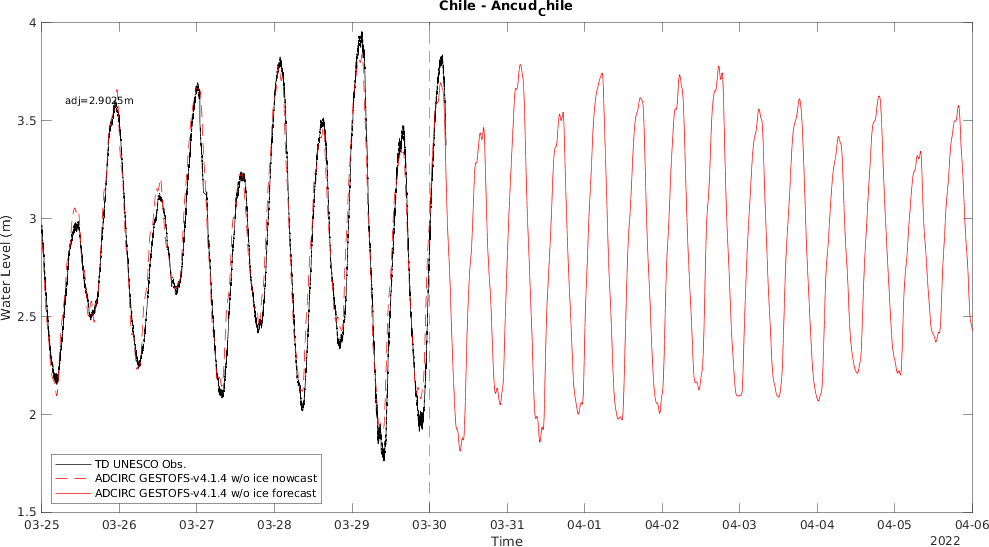 Chile - Ancud_Chile
4
3.5
3
2.5
2
1.5
Water Level (m)
adj=2.9025m
TD UNESCO Obs.
ADCIRC GESTOFS-v4.1.4 w/o ice nowcast
ADCIRC GESTOFS-v4.1.4 w/o ice forecast
03-25 03-26 03-27 03-28 03-29 03-30 03-31 04-01 04-02 04-03 04-04 04-05 04-06
Time
2022